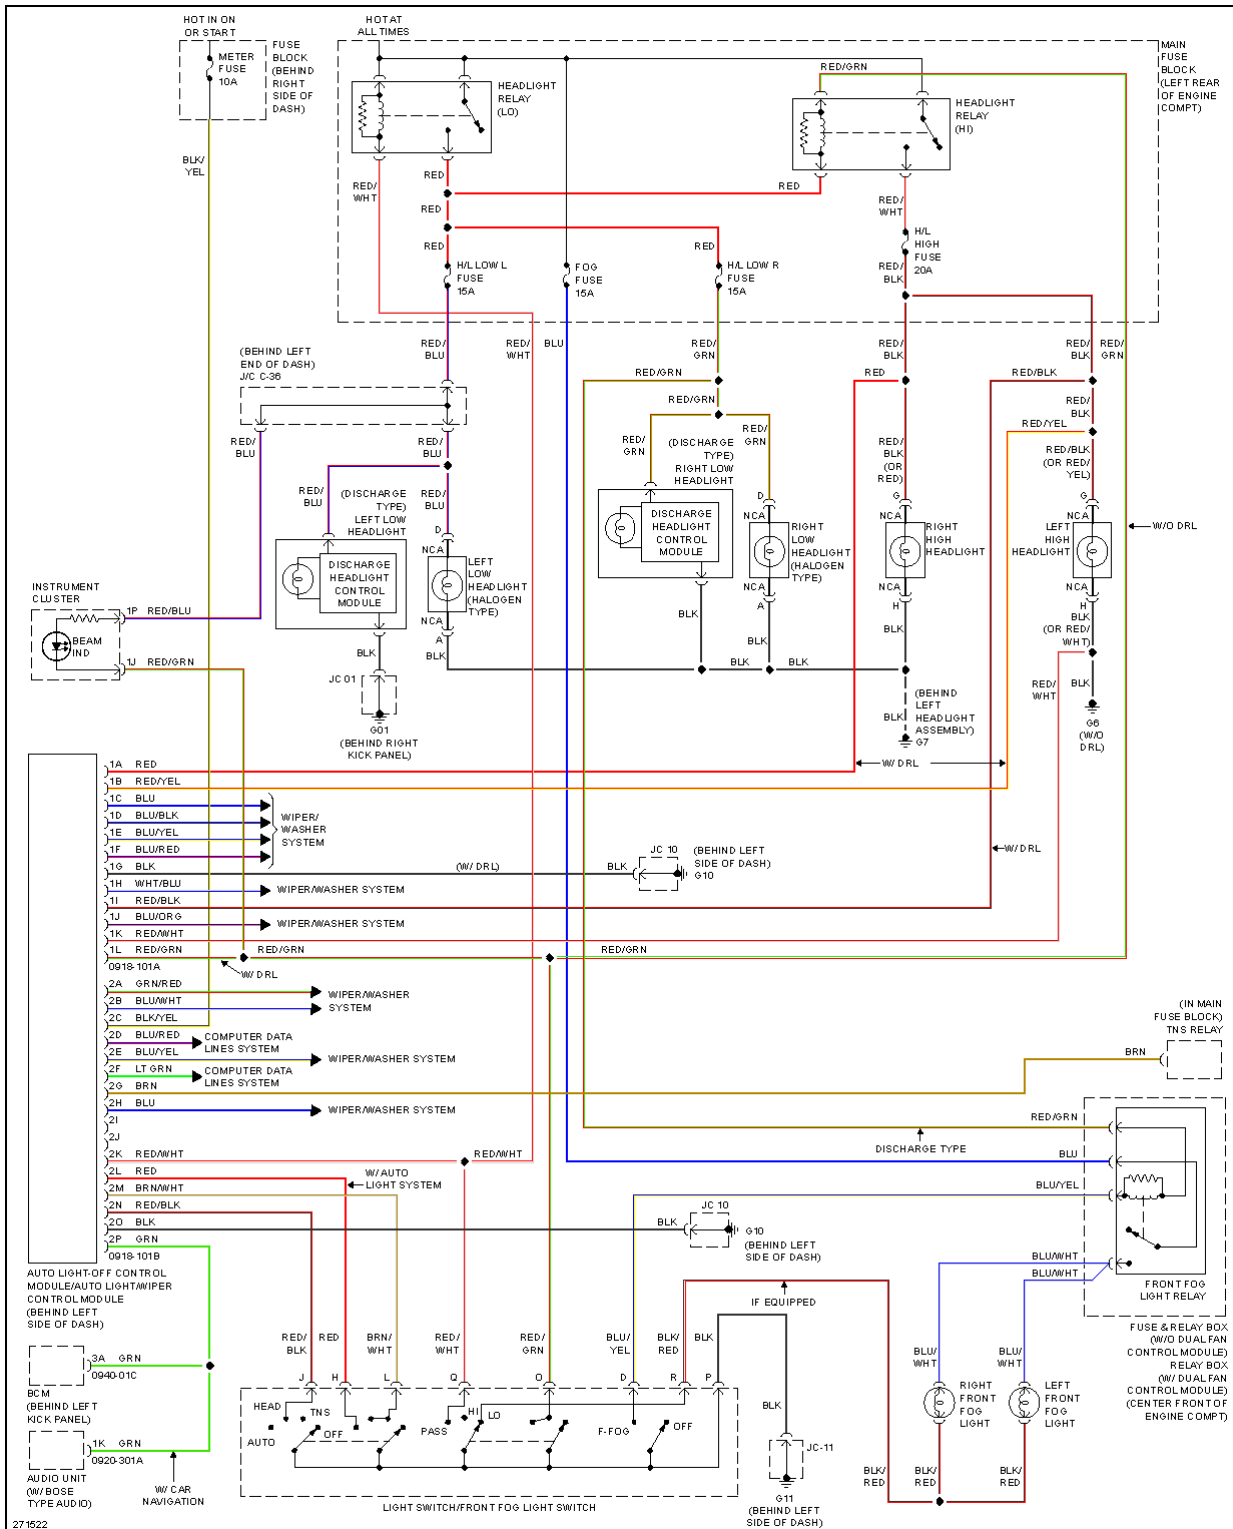 HOT IN ON
OR START
METER
FUSE
10A
FUSE
BLOCK
(BEHIND
RIGHT
SIDE OF
DASH)
BLK/
YEL
HOT AT
ALL TIMES
HEADLIGHT
RELAY
(LO)
RED/GRN
HEADLIGHT
RELAY
(HI)
MAIN
FUSE
BLOCK
(LEFT REAR
OF ENGINE
COMPT)
RED/
WHT
RED
RED
RED
RED
RED
RED/
WHT
H/L LOW L
FUSE
15A
FOG
FUSE
15A
H/L LOW R
FUSE
15A
H/L
HIGH
FUSE
20A
RED/
BLK
RED/
BLU
RED/
WHT
BLU
RED/
GRN
RED/
BLK
RED/
BLK
RED/
GRN
(BEHIND LEFT
END OF DASH)
J/C C-36
RED/GRN
RED/GRN
RED
RED/BLK
RED/
BLK
RED/YEL
RED/
BLU
RED/
BLU
RED/
BLU
(DISCHARGE
TYPE)
LEFT LOW
HEADLIGHT
RED/
BLU
D
NCA
RED/
GRN
(DISCHARGE
TYPE)
RIGHT LOW
HEADLIGHT
RED/
GRN
D
NCA
RED/
BLK
(OR
RED)
G
NCA
RED/BLK
(OR RED/
YEL)
G
NCA
W/O DRL
DISCHARGE
HEADLIGHT
CONTROL
MODULE
LEFT
LOW
HEADLIGHT
(HALOGEN
TYPE)
DISCHARGE
HEADLIGHT
CONTROL
MODULE
RIGHT
LOW
HEADLIGHT
(HALOGEN
TYPE)
RIGHT
HIGH
HEADLIGHT
LEFT
HIGH
HEADLIGHT
NCA
A
BLK
BLK
NCA
A
BLK
BLK
NCA
H
BLK
NCA
H
BLK
(OR RED/
WHT)
BLK
BLK
INSTRUMENT
CLUSTER
BEAM
IND
1P RED/BLU
1J RED/GRN
JC 01
G01
(BEHIND RIGHT
KICK PANEL)
BLK
(BEHIND
LEFT
HEADLIGHT
ASSEMBLY)
G7
RED/
WHT
BLK
G6
(W/O
DRL)
W/ DRL
W/ DRL
1A RED
1B RED/YEL
1C BLU
1D BLU/BLK
1E BLU/YEL
1F BLU/RED
WIPER/
WASHER
SYSTEM
1G BLK
(W/ DRL)
BLK
JC 10
(BEHIND LEFT
SIDE OF DASH)
G10
1H WHT/BLU
WIPER/WASHER SYSTEM
1I RED/BLK
1J BLU/ORG
WIPER/WASHER SYSTEM
1K RED/WHT
1L RED/GRN
RED/GRN
RED/GRN
0918-101A
W/ DRL
2A GRN/RED
2B BLU/WHT
WIPER/WASHER
SYSTEM
2C BLK/YEL
2D BLU/RED
COMPUTER DATA
LINES SYSTEM
2E BLU/YEL
WIPER/WASHER SYSTEM
2F LT GRN
COMPUTER DATA
LINES SYSTEM
2G BRN
2H BLU
WIPER/WASHER SYSTEM
2I
2J
2K RED/WHT
RED/WHT
2L RED
W/ AUTO
LIGHT SYSTEM
2M BRN/WHT
2N RED/BLK
2O BLK
BLK
JC 10
G10
(BEHIND LEFT
SIDE OF DASH)
2P GRN
0918-101B
AUTO LIGHT-OFF CONTROL
MODULE/AUTO LIGHT/WIPER
CONTROL MODULE
(BEHIND LEFT
SIDE OF DASH)
(IN MAIN
FUSE BLOCK)
TNS RELAY
BRN
RED/GRN
DISCHARGE TYPE
BLU
BLU/YEL
BLU/WHT
BLU/WHT
FRONT FOG
LIGHT RELAY
FUSE & RELAY BOX
(W/O DUAL FAN
CONTROL MODULE)
RELAY BOX
(W/ DUAL FAN
CONTROL MODULE)
(CENTER FRONT OF
ENGINE COMPT)
IF EQUIPPED
3A GRN
0940-01C
BCM
(BEHIND LEFT
KICK PANEL)
1K GRN
0920-301A
AUDIO UNIT
(W/ BOSE
TYPE AUDIO)
W/ CAR
NAVIGATION
RED/
BLK
RED
BRN/
WHT
RED/
WHT
RED/
GRN
BLU/
YEL
BLK/
RED
BLK
J H L Q O D R P
HEAD
TNS
AUTO
OFF
PASS
HI
LO
F-FOG
OFF
LIGHT SWITCH/FRONT FOG LIGHT SWITCH
BLK
JC-11
G11
(BEHIND LEFT
SIDE OF DASH)
BLU/
WHT
BLU/
WHT
RIGHT
FRONT
FOG
LIGHT
LEFT
FRONT
FOG
LIGHT
BLK/
RED
BLK/
RED
BLK/
RED
271522